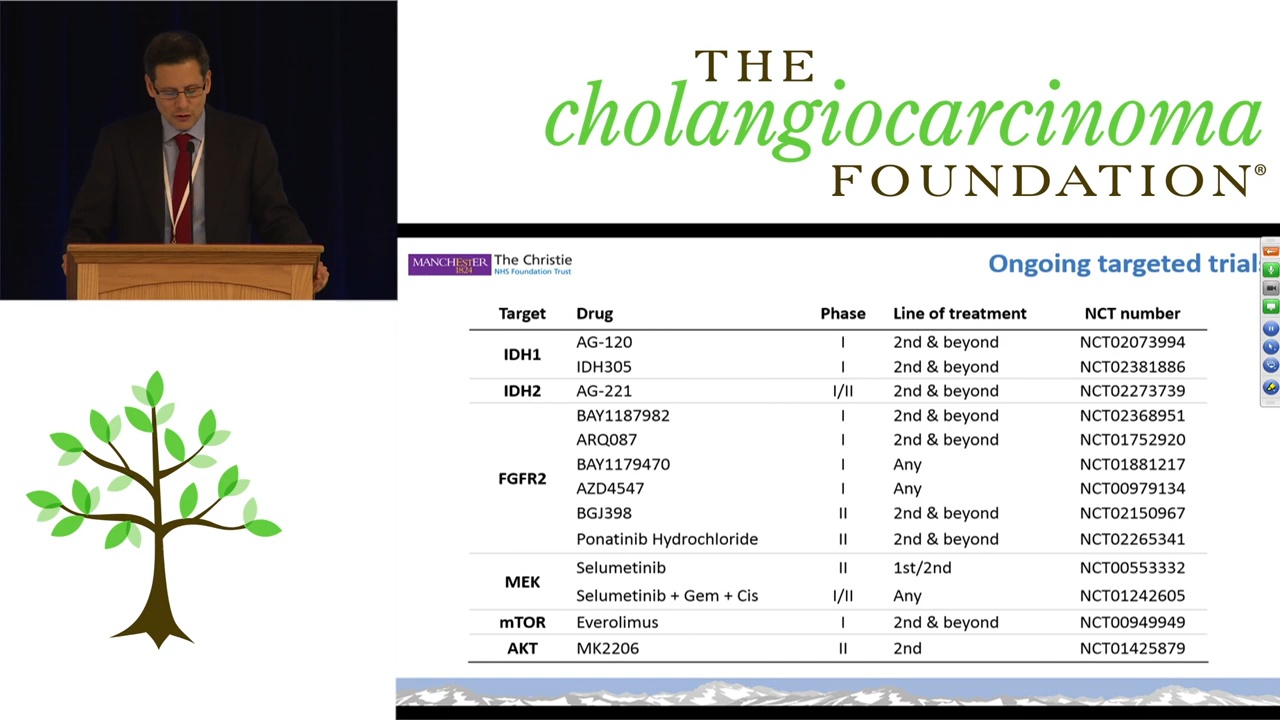 THE
cholangiocarcinoma
FOUNDATION®
MANCHESTER
1824
The Christie
NHS Foundation Trust
Ongoing targeted trial
Target Drug Phase Line of treatment NCT number
IDH1
AG-120 I 2nd & beyond NCT02073994
IDH305 I 2nd & beyond NCT02381886
IDH2 AG-221 I/II 2nd & beyond NCT02273739
FGFR2
BAY1187982 I 2nd & beyond NCT02368951
ARQ087 I 2nd & beyond NCT01752920
BAY1179470 I Any NCT01881217
AZD4547 I Any NCT00979134
BGJ398 II 2nd & beyond NCT02150967
Ponatinib Hydrochloride II 2nd & beyond NCT02265341
MEK
Selumetinib II 1st/2nd NCT00553332
Selumetinib + Gem + Cis I/II Any NCT01242605
mTOR Everolimus I 2nd & beyond NCT00949949
AKT MK2206 II 2nd NCT01425879